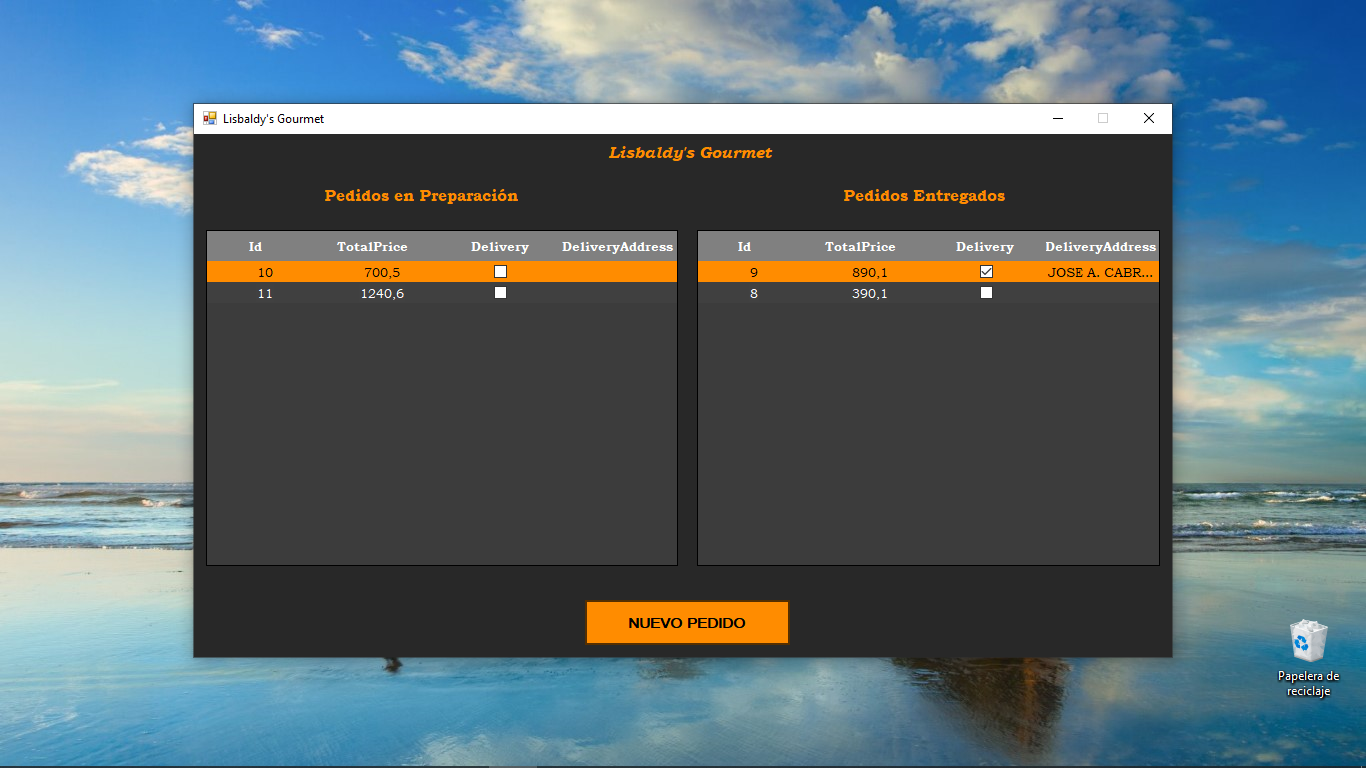 Lisbaldy's Gourmet
Lisbaldy's Gourmet
Pedidos en Preparación
Id TotalPrice Delivery DeliveryAddress
10 700,5
11 1240,6
Pedidos Entregados
Id TotalPrice Delivery DeliveryAddress
9 890,1 JOSE A. CABR...
8 390,1
NUEVO PEDIDO
Papelera de
reciclaje